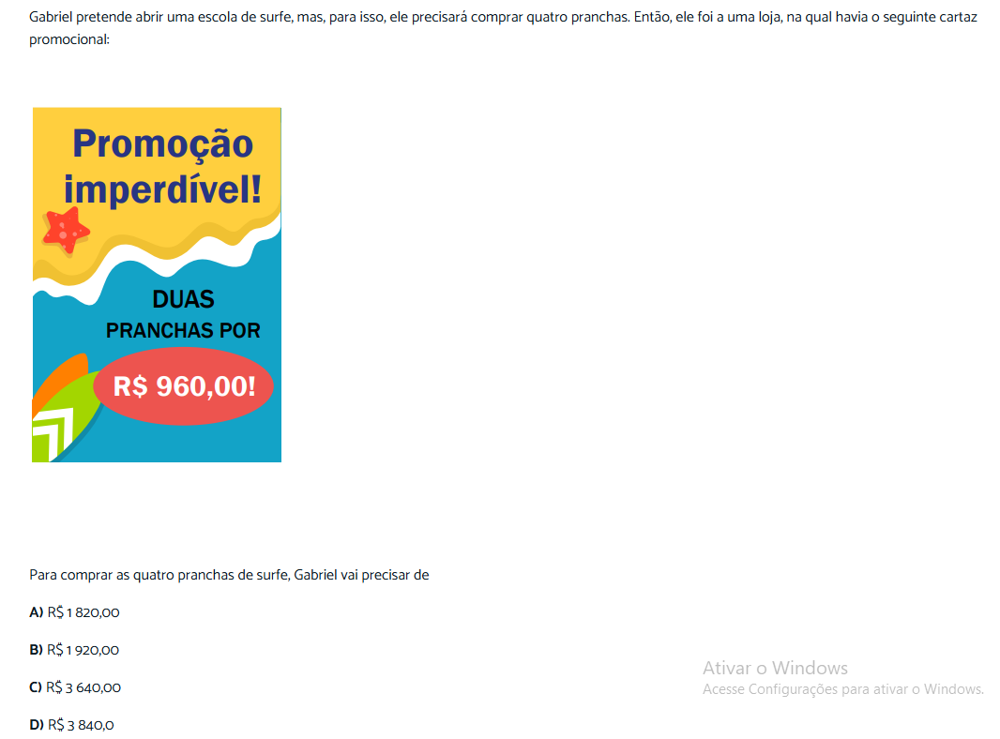 Gabriel pretende abrir uma escola de surfe, mas, para isso, ele precisará comprar quatro pranchas. Então, ele foi a uma loja, na qual havia o seguinte cartaz
promocional:
Promoção
imperdível!
DUAS
PRANCHAS POR
R$ 960,00!
Para comprar as quatro pranchas de surfe, Gabriel vai precisar de
A) R$ 1 820,00
B) R$ 1 920,00
C) R$ 3 640,00
D) R$ 3 840,0
Ativar o Windows
Acesse Configurações para ativar o Windows.